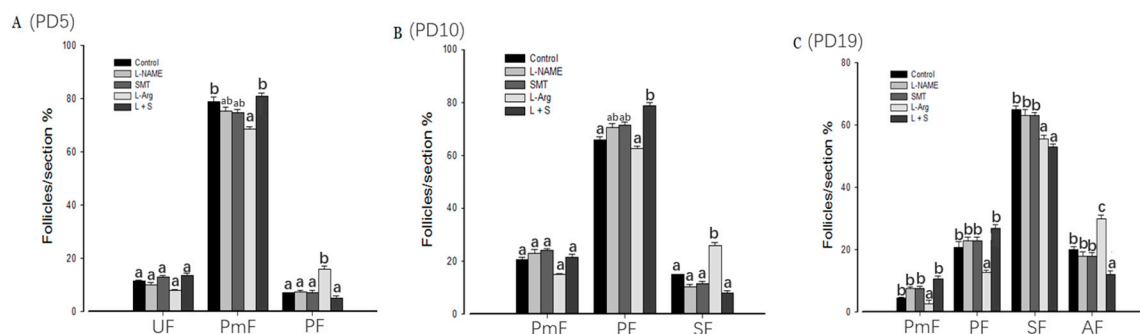 A (PD5)
Follicles/section %
100
80
60
40
20
0
Control
L-NAME
SMT
L-Arg
L + S
a a a a a
b ab ab a b
a a a b a
UF PmF PF
B (PD10)
Follicles/section %
100
80
60
40
20
0
Control
L-NAME
SMT
L-Arg
L + S
a a a a a
a ab ab a b
a a a b a
PmF PF SF
C (PD19)
Follicles/section %
80
60
40
20
0
Control
L-NAME
SMT
L-Arg
L + S
b b b a b
b b b a b
b b b a a
b b b c a
PmF PF SF AF